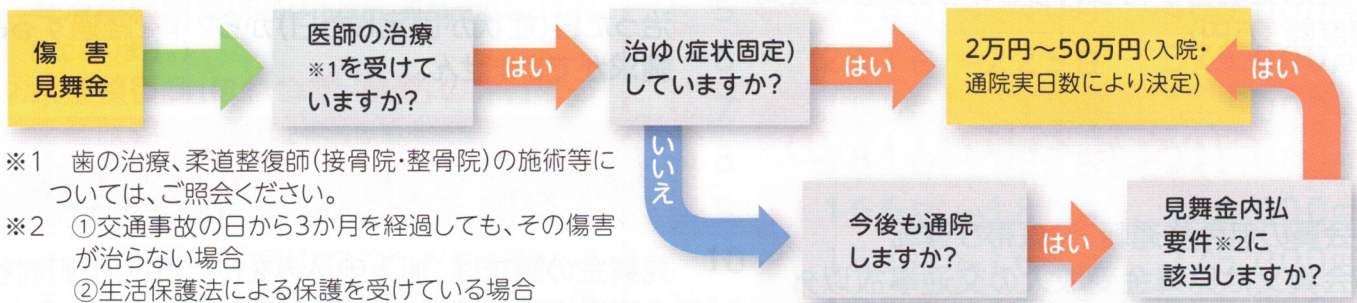 傷　害
見舞金
医師の治療
※1を受けて
いますか？
はい
治ゆ(症状固定)
していますか？
はい
2万円～50万円(入院・
通院実日数により決定)
はい
いいえ
今後も通院
しますか？
はい
見舞金内払
要件※2に
該当しますか？
※1　歯の治療、柔道整復師(接骨院・整骨院)の施術等に
ついては、ご照会ください。
※2　①交通事故の日から3か月を経過しても、その傷害
が治らない場合
②生活保護法による保護を受けている場合